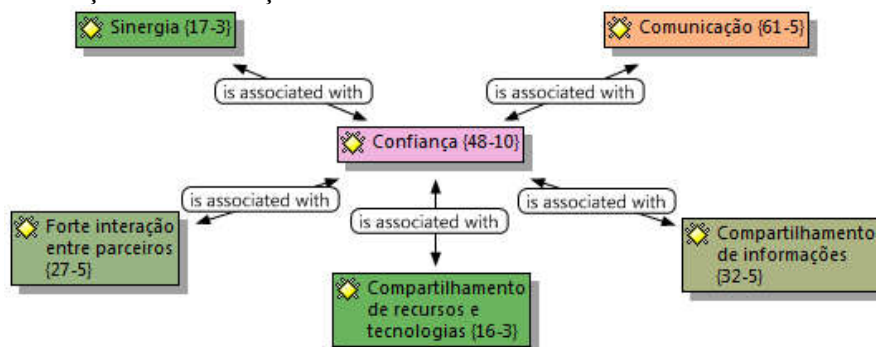 Sinergia {17-3}
Comunicação {61-5}
is associated with
is associated with
Confiança {48-10}
is associated with
is associated with
is associated with
Forte interação
entre parceiros
{27-5}
Compartilhamento
de recursos e
tecnologias {16-3}
Compartilhamento
de informações
{32-5}